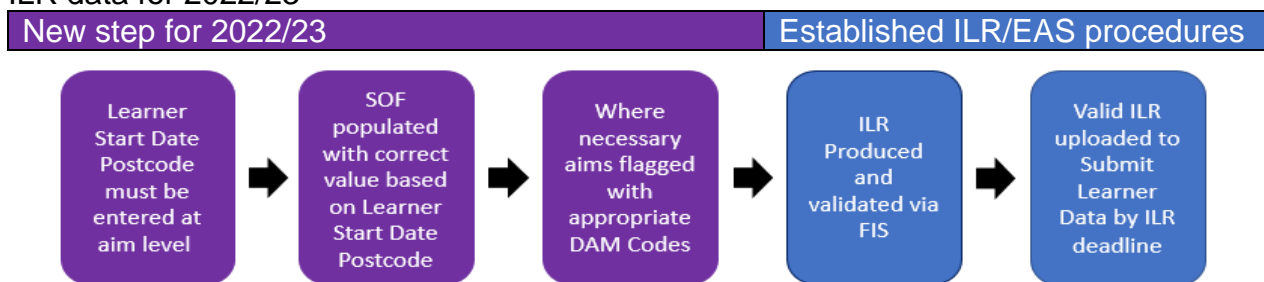 New step for 2022/23
Established ILR/EAS procedures
Learner
Start Date
Postcode
must be
entered at
aim level
SOF
populated
with correct
value based
on Learner
Start Date
Postcode
Where
necessary
aims flagged
with
appropriate
DAM Codes
ILR
Produced
and
validated via
FIS
Valid ILR
uploaded to
Submit
Learner
Data by ILR
deadline